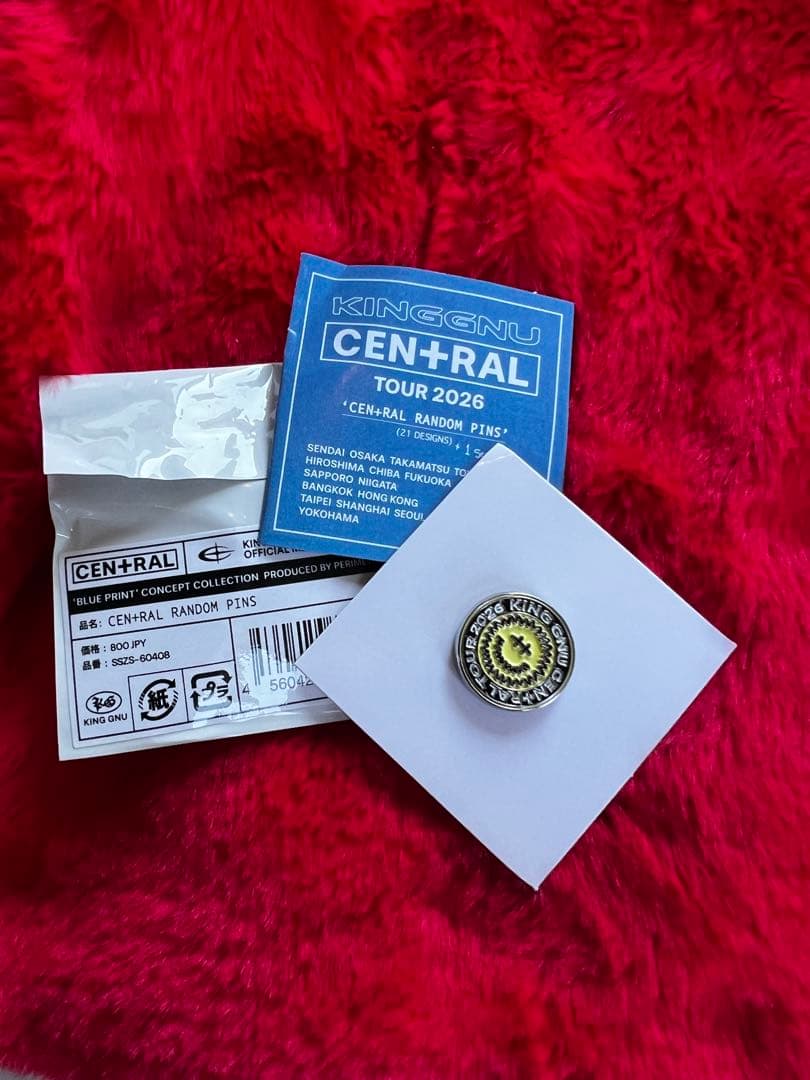 KINGGNU
CEN+RAL
TOUR 2026
'CEN+RAL RANDOM PINS'
(21 DESIGNS) + 1
SENDAI OSAKA TAKAMATSU
HIROSHIMA CHIBA FUKUOKA
SAPPORO NIIGATA
BANGKOK HONG KONG
TAIPEI SHANGHAI SEOUL
YOKOHAMA
CEN+RAL
OFFICIAL
'BLUE PRINT' CONCEPT COLLECTION PRODUCED BY
品名: CEN+RAL RANDOM PINS
価格 : 800 JPY
品番 : SSZS-60408
KING GNU
紙
プラ
4 56042
TOUR 2026 KING GNU CEN+RAL